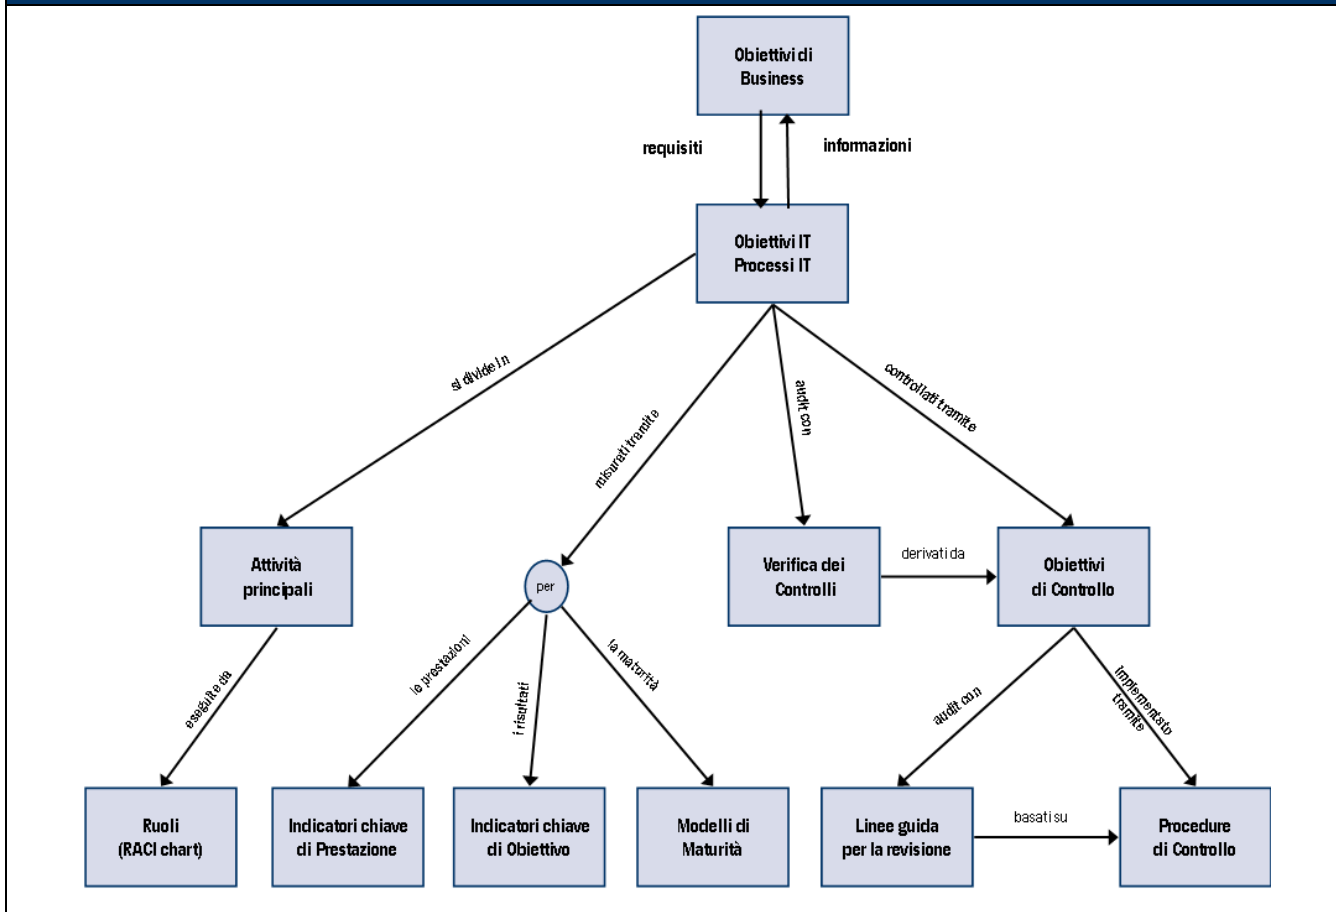 Obiettivi di
Business
requisiti
informazioni
Obiettivi IT
Processi IT
si divide in
misurati tramite
audit con
controllati tramite
Attività
principali
per
Verifica dei
Controlli
derivati da
Obiettivi
di Controllo
eseguite da
le prestazioni
i risultati
la maturità
audit con
implementato
tramite
Ruoli
(RACI chart)
Indicatori chiave
di Prestazione
Indicatori chiave
di Obiettivo
Modelli di
Maturità
Linee guida
per la revisione
basati su
Procedure
di Controllo